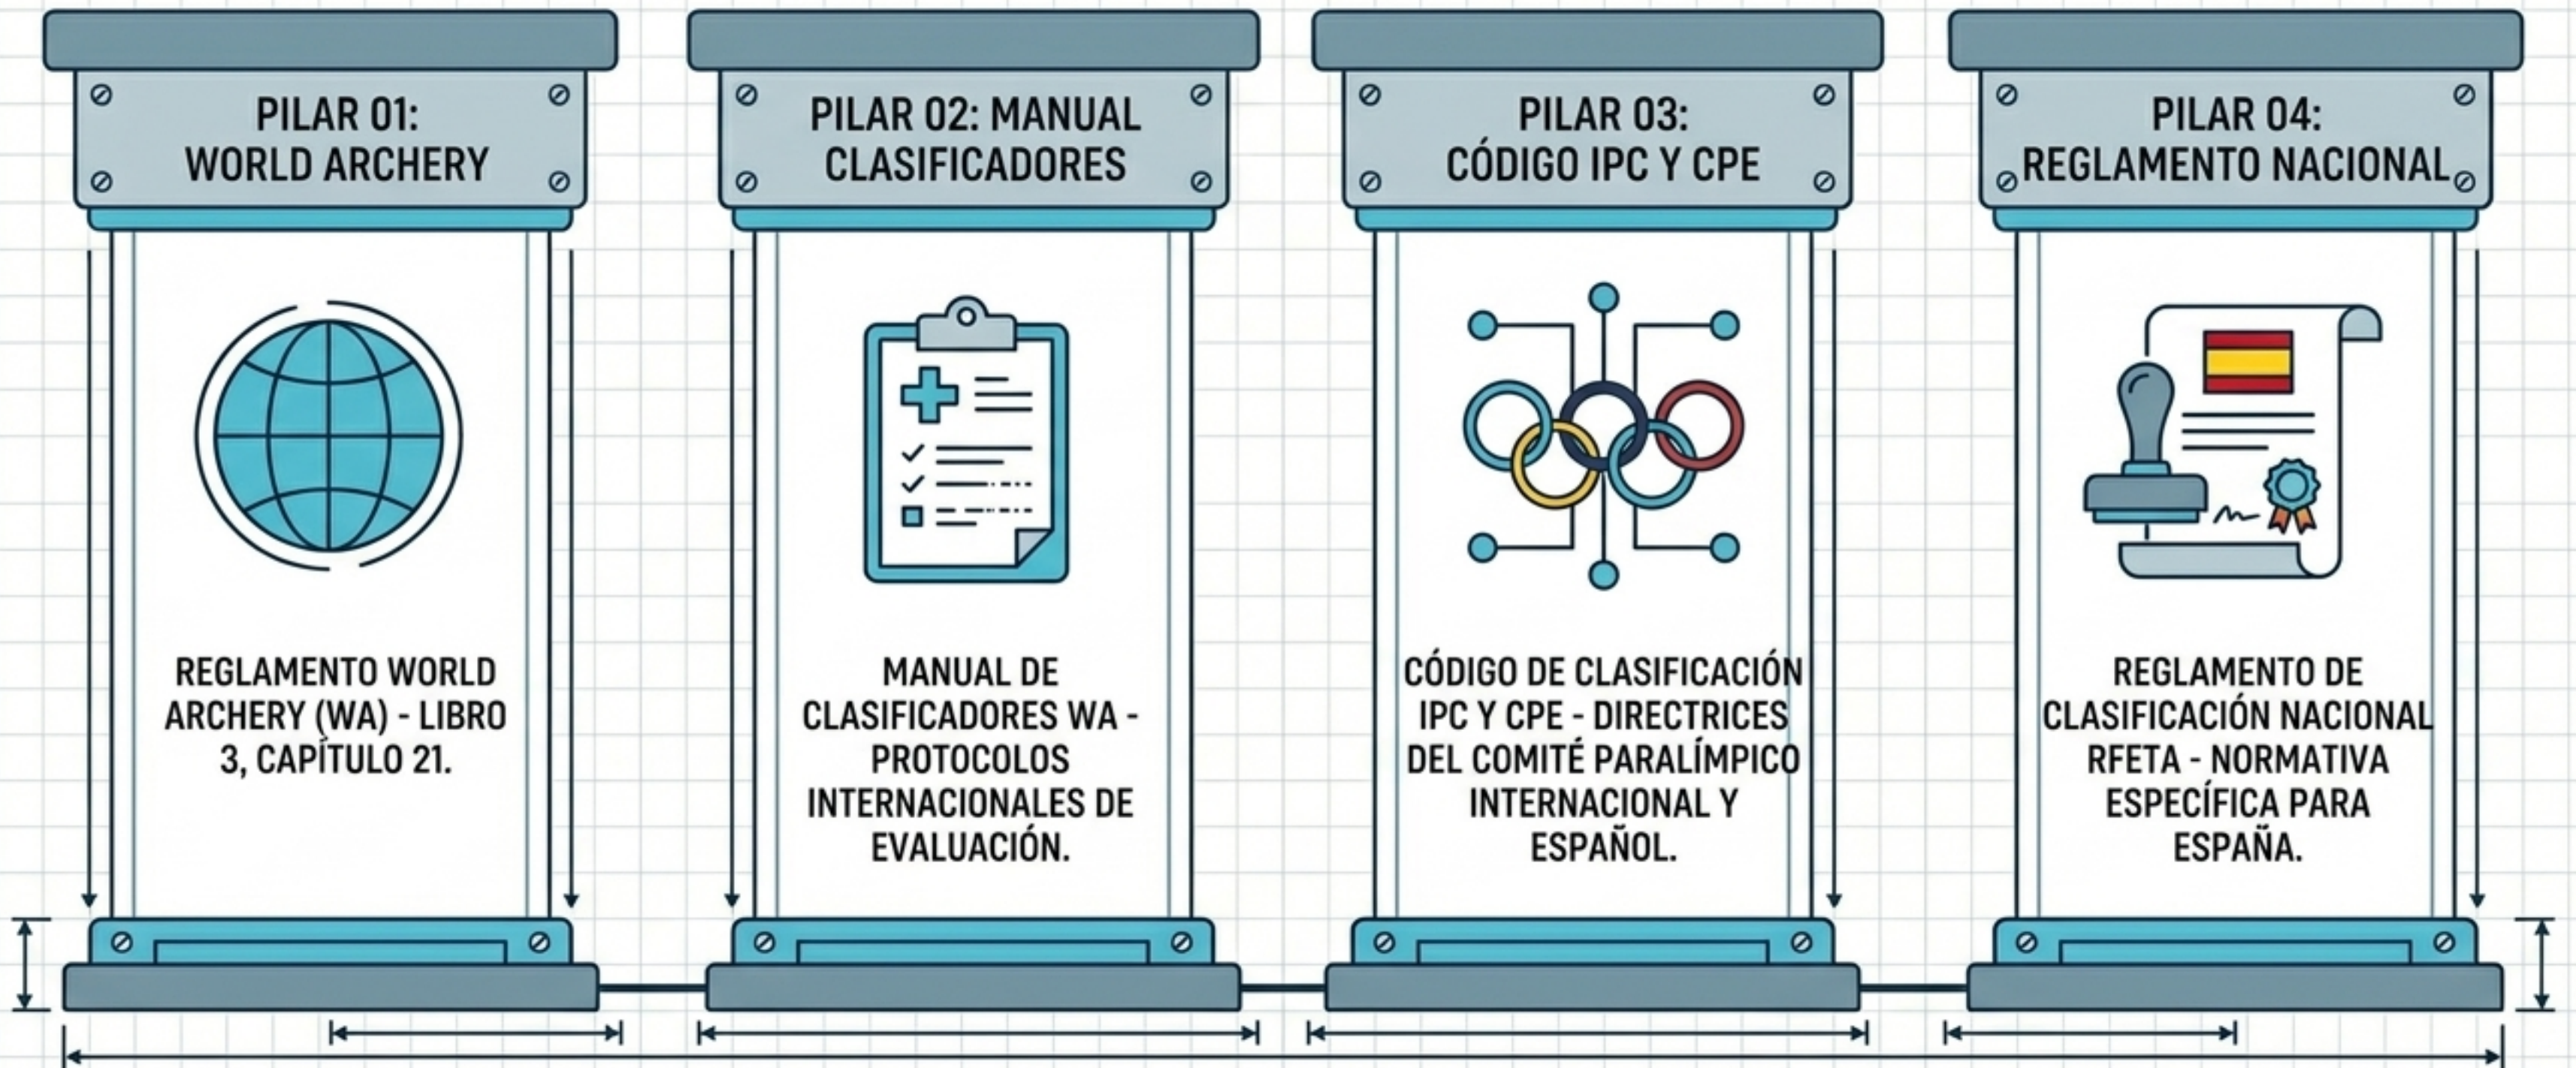 PILAR 01:
WORLD ARCHERY
REGLAMENTO WORLD
ARCHERY (WA) - LIBRO
3, CAPÍTULO 21.
PILAR 02: MANUAL
CLASIFICADORES
MANUAL DE
CLASIFICADORES WA -
PROTOCOLOS
INTERNACIONALES DE
EVALUACIÓN.
PILAR 03:
CÓDIGO IPC Y CPE
CÓDIGO DE CLASIFICACIÓN
IPC Y CPE - DIRECTRICES
DEL COMITÉ PARALÍMPICO
INTERNACIONAL Y
ESPAÑOL.
PILAR 04:
REGLAMENTO NACIONAL
REGLAMENTO DE
CLASIFICACIÓN NACIONAL
RFETA - NORMATIVA
ESPECÍFICA PARA
ESPAÑA.